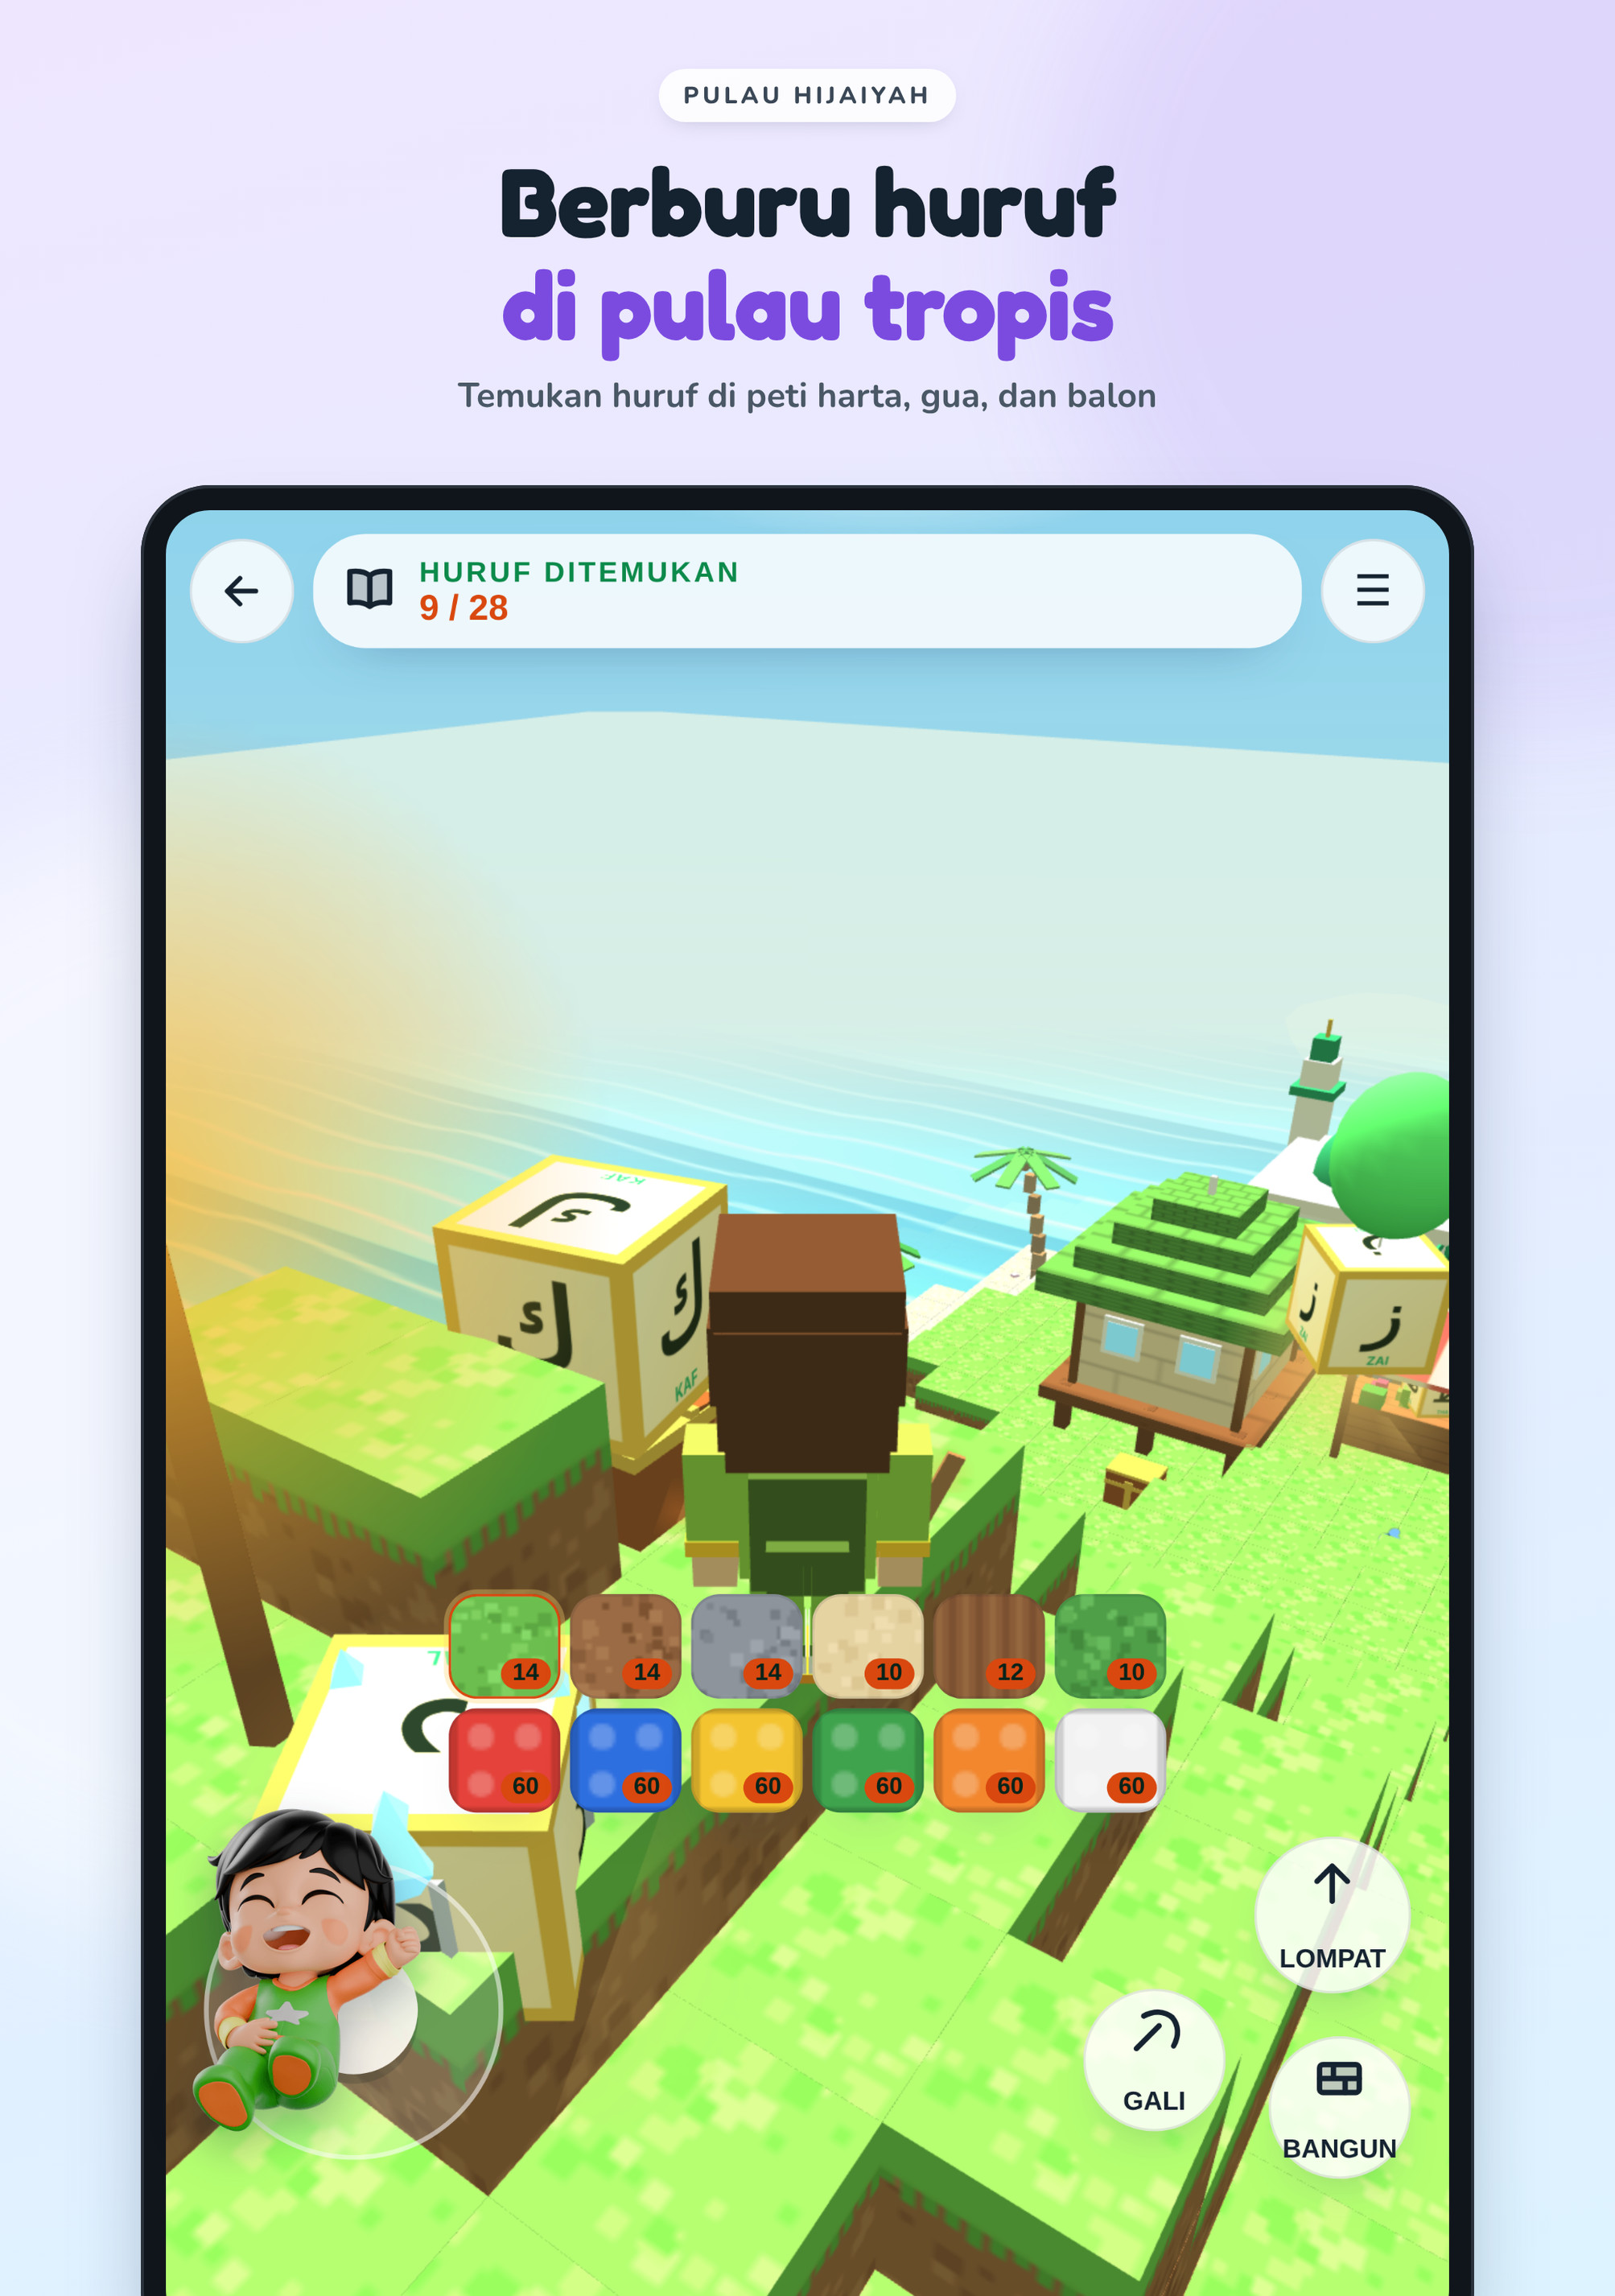 PULAU HIJAIYAH
Berburu huruf
di pulau tropis
Temukan huruf di peti harta, gua, dan balon
HURUF DITEMUKAN
9 / 28
KAF
ك
ك
ك
KAF
ز
ز
ZAI
14
14
14
10
12
10
60
60
60
60
60
60
LOMPAT
GALI
BANGUN